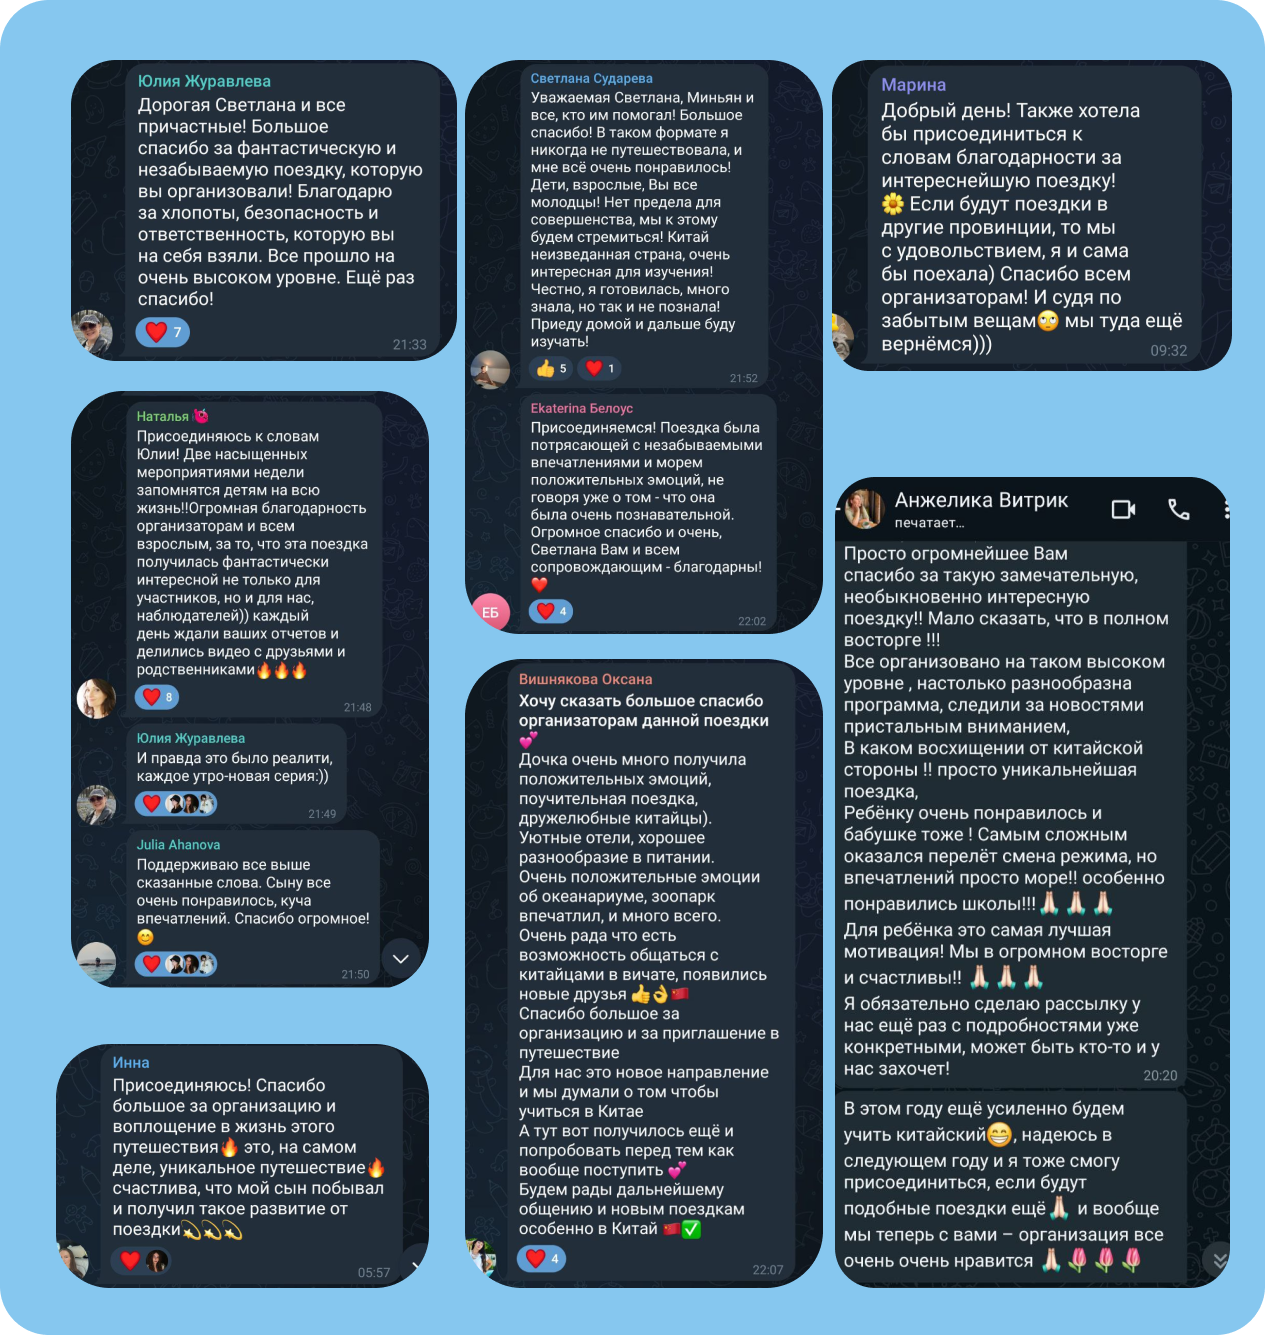 Юлия Журавлева
Дорогая Светлана и все
причастные! Большое
спасибо за фантастическую и
незабываемую поездку, которую
вы организовали! Благодарю
за хлопоты, безопасность и
ответственность, которую вы
на себя взяли. Все прошло на
очень высоком уровне. Ещё раз
спасибо!
❤️ 7
21:33
Наталья
Присоединяюсь к словам
Юлии! Две насыщенных
мероприятиями недели
запомнятся детям на всю
жизнь!!Огромная благодарность
организаторам и всем
взрослым, за то, что эта поездка
получилась фантастически
интересной не только для
участников, но и для нас,
наблюдателей)) каждый
день ждали ваших отчетов и
делились видео с друзьями и
родственниками🔥🔥🔥
❤️ 8
21:48
Юлия Журавлева
И правда это было реалити,
каждое утро-новая серия:))
21:49
Julia Ahanova
Поддерживаю все выше
сказанные слова. Сыну все
очень понравилось, куча
впечатлений. Спасибо огромное!
😊
21:50
Инна
Присоединяюсь! Спасибо
большое за организацию и
воплощение в жизнь этого
путешествия🔥 это, на самом
деле, уникальное путешествие🔥
счастлива, что мой сын побывал
и получил такое развитие от
поездки💫💫💫
05:57
Светлана Сударева
Уважаемая Светлана, Миньян и
все, кто им помогал! Большое
спасибо! В таком формате я
никогда не путешествовала, и
мне всё очень понравилось!
Дети, взрослые, Вы все
молодцы! Нет предела для
совершенства, мы к этому
будем стремиться! Китай
неизведанная страна, очень
интересная для изучения!
Честно, я готовилась, много
знала, но так и не познала!
Приеду домой и дальше буду
изучать!
👍 5 ❤️ 1
21:52
Ekaterina Белоус
Присоединяемся! Поездка была
потрясающей с незабываемыми
впечатлениями и морем
положительных эмоций, не
говоря уже о том - что она
была очень познавательной.
Огромное спасибо и очень,
Светлана Вам и всем
сопровождающим - благодарны!
❤️
ЕБ
❤️ 4
22:02
Вишнякова Оксана
Хочу сказать большое спасибо
организаторам данной поездки
💕
Дочка очень много получила
положительных эмоций,
поучительная поездка,
дружелюбные китайцы).
Уютные отели, хорошее
разнообразие в питании.
Очень положительные эмоции
об океанариуме, зоопарк
впечатлил, и много всего.
Очень рада что есть
возможность общаться с
китайцами в вичате, появились
новые друзья 👍👌🇨🇳
Спасибо большое за
организацию и за приглашение в
путешествие
Для нас это новое направление
и мы думали о том чтобы
учиться в Китае
А тут вот получилось ещё и
попробовать перед тем как
вообще поступить 💕
Будем рады дальнейшему
общению и новым поездкам
особенно в Китай 🇨🇳✅
❤️ 4
22:07
Марина
Добрый день! Также хотела
бы присоединиться к
словам благодарности за
интереснейшую поездку!
🌼 Если будут поездки в
другие провинции, то мы
с удовольствием, я и сама
бы поехала) Спасибо всем
организаторам! И судя по
забытым вещам🙄 мы туда ещё
вернёмся)))
09:32
Анжелика Витрик
печатает...
Просто огромнейшее Вам
спасибо за такую замечательную,
необыкновенно интересную
поездку!! Мало сказать, что в полном
восторге !!!
Все организовано на таком высоком
уровне , настолько разнообразна
программа, следили за новостями
пристальным вниманием,
В каком восхищении от китайской
стороны !! просто уникальнейшая
поездка,
Ребёнку очень понравилось и
бабушке тоже ! Самым сложным
оказался перелёт смена режима, но
впечатлений просто море!! особенно
понравились школы!!!🙏🏻🙏🏻🙏🏻
Для ребёнка это самая лучшая
мотивация! Мы в огромном восторге
и счастливы!! 🙏🏻🙏🏻🙏🏻
Я обязательно сделаю рассылку у
нас ещё раз с подробностями уже
конкретными, может быть кто-то и у
нас захочет!
20:20
В этом году ещё усиленно будем
учить китайский😁, надеюсь в
следующем году и я тоже смогу
присоединиться, если будут
подобные поездки ещё🙏🏻 и вообще
мы теперь с вами – организация все
очень очень нравится 🙏🏻🌷🌷🌷